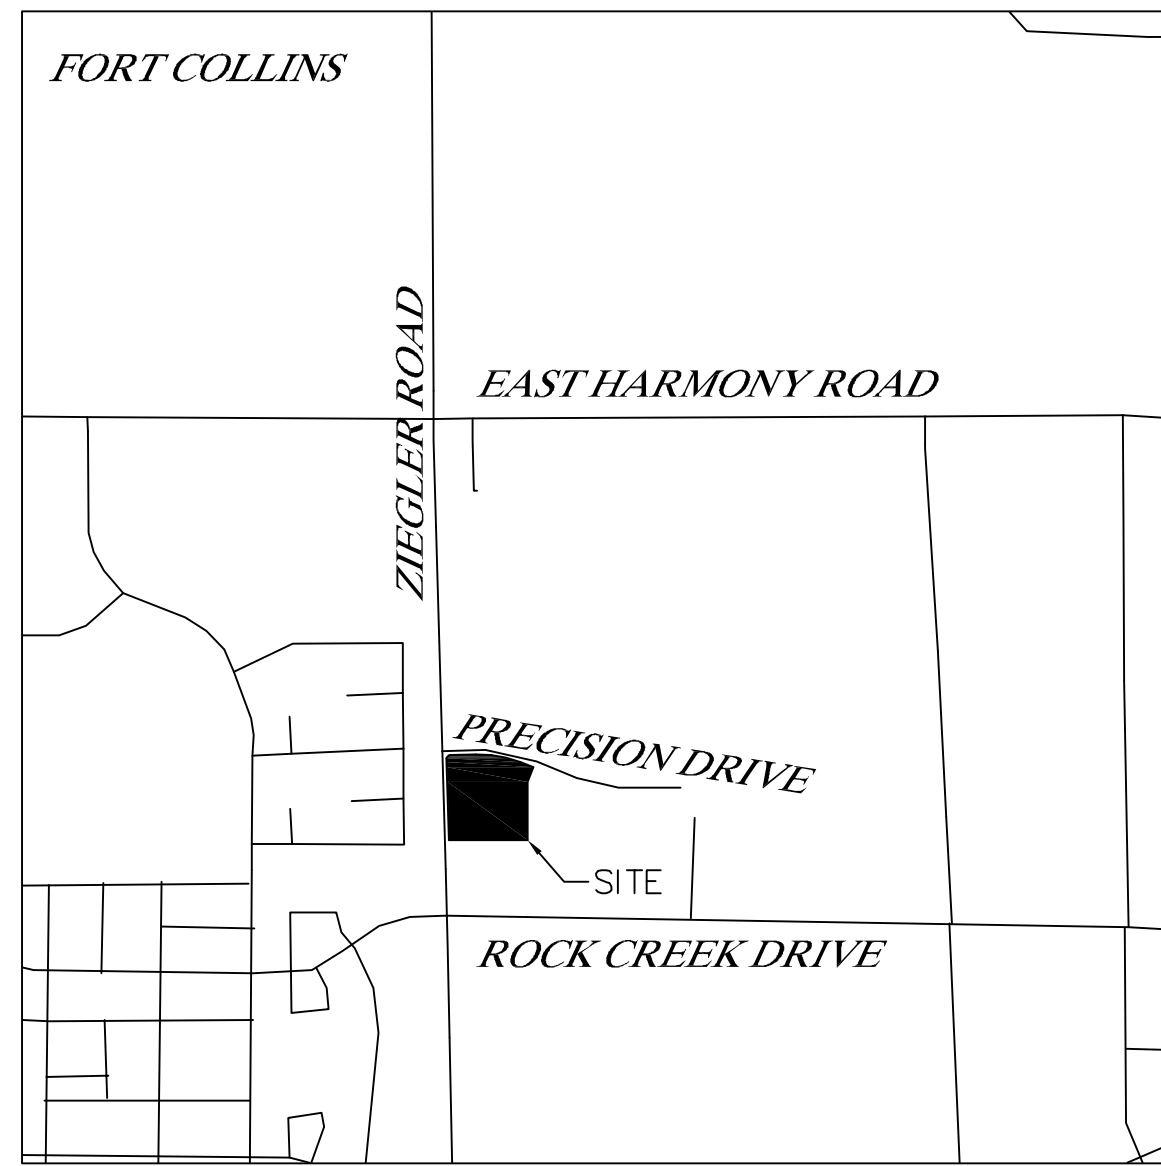 FORT COLLINS
ZIEGLER ROAD
EAST HARMONY ROAD
PRECISION DRIVE
SITE
ROCK CREEK DRIVE